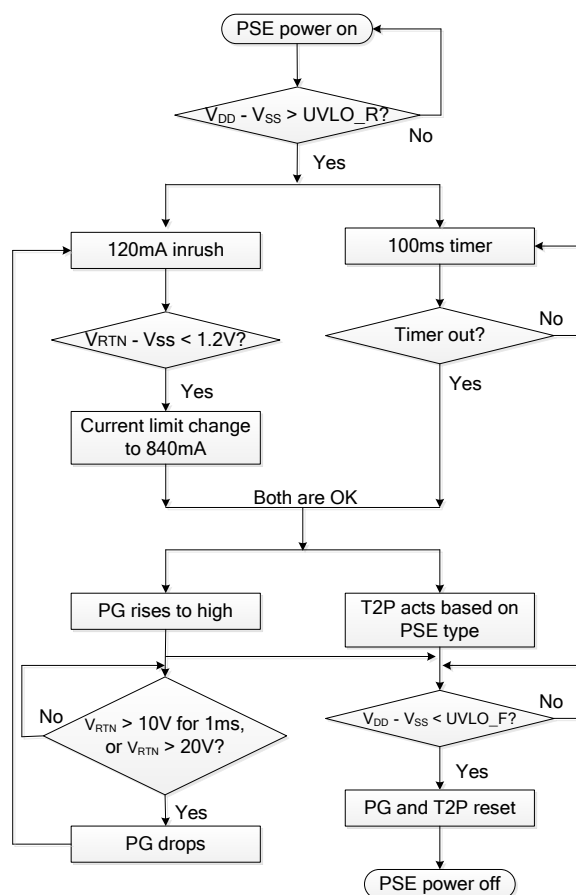 PSE power on
VDD - VSS > UVLO_R?
No
Yes
120mA inrush
100ms timer
VRTN - Vss < 1.2V?
Timer out?
No
Yes
Yes
Current limit change
to 840mA
Both are OK
PG rises to high
T2P acts based on
PSE type
No
VRTN > 10V for 1ms,
or VRTN > 20V?
VDD - VSS < UVLO_F?
No
Yes
Yes
PG drops
PG and T2P reset
PSE power off